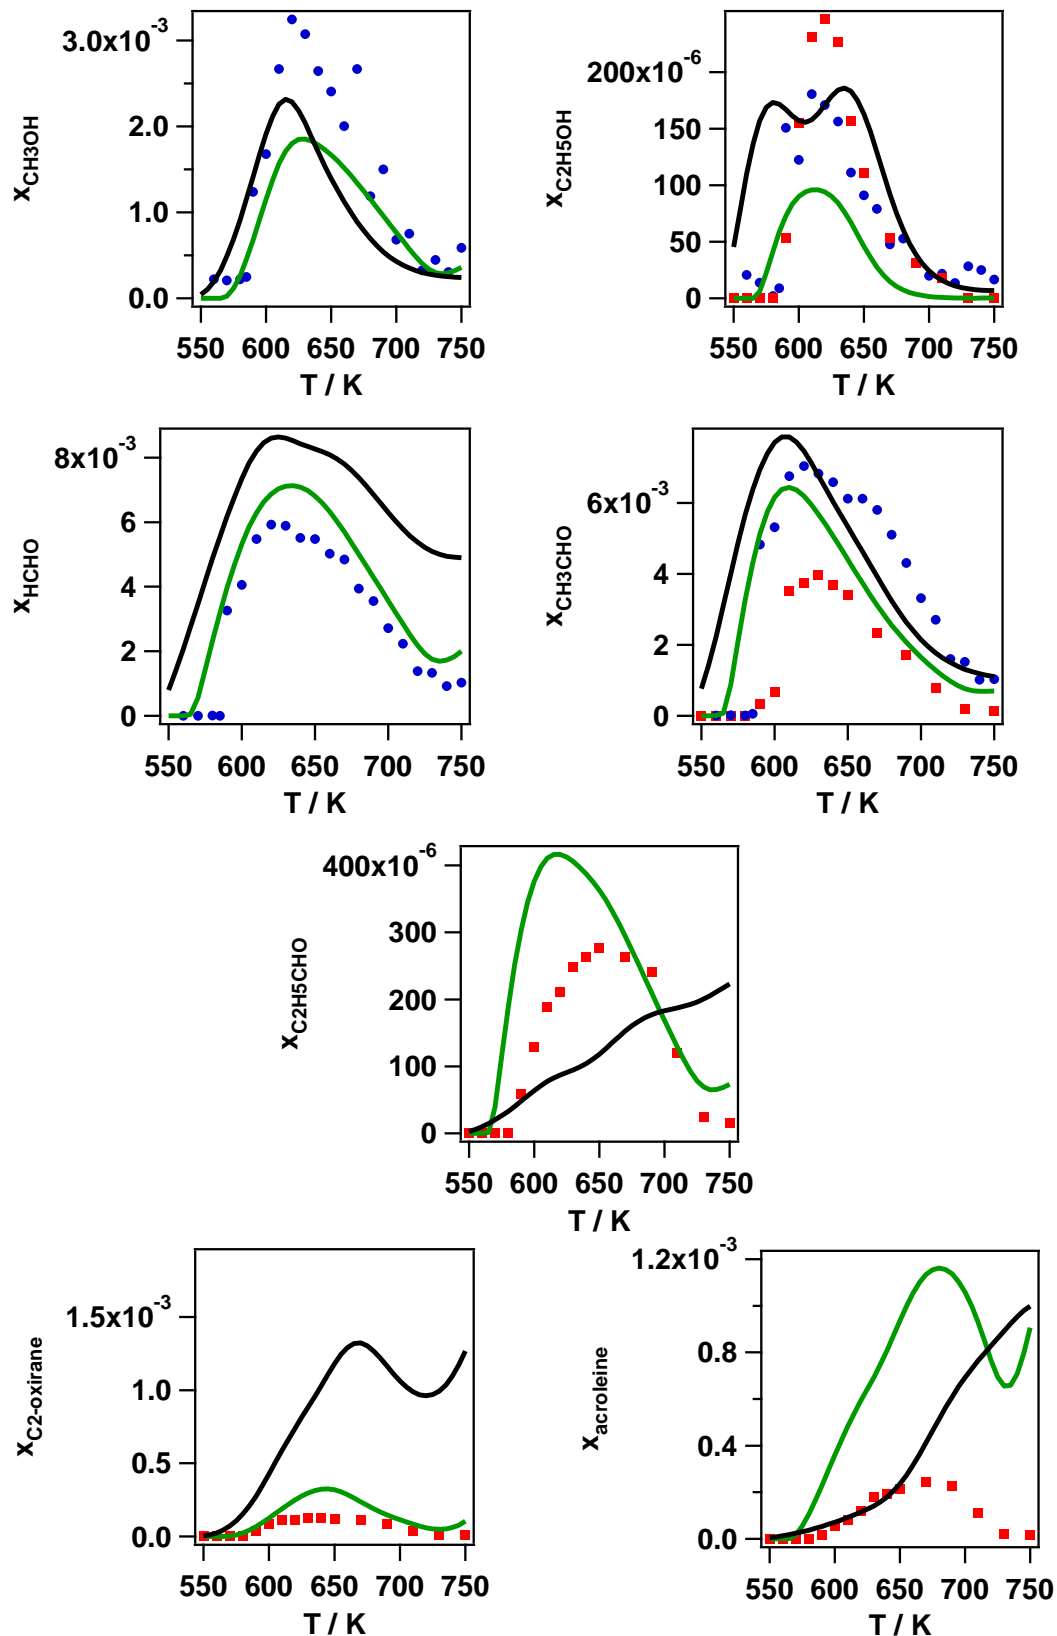 3.0x10-3
2.0
1.0
0.0
xCH3OH
550 600 650 700 750
T / K
200x10-6
150
100
50
0
xC2H5OH
550 600 650 700 750
T / K
8x10-3
6
4
2
0
xHCHO
550 600 650 700 750
T / K
6x10-3
4
2
0
xCH3CHO
550 600 650 700 750
T / K
400x10-6
300
200
100
0
xC2H5CHO
550 600 650 700 750
T / K
1.5x10-3
1.0
0.5
0.0
xC2-oxirane
550 600 650 700 750
T / K
1.2x10-3
0.8
0.4
0.0
xacroleine
550 600 650 700 750
T / K